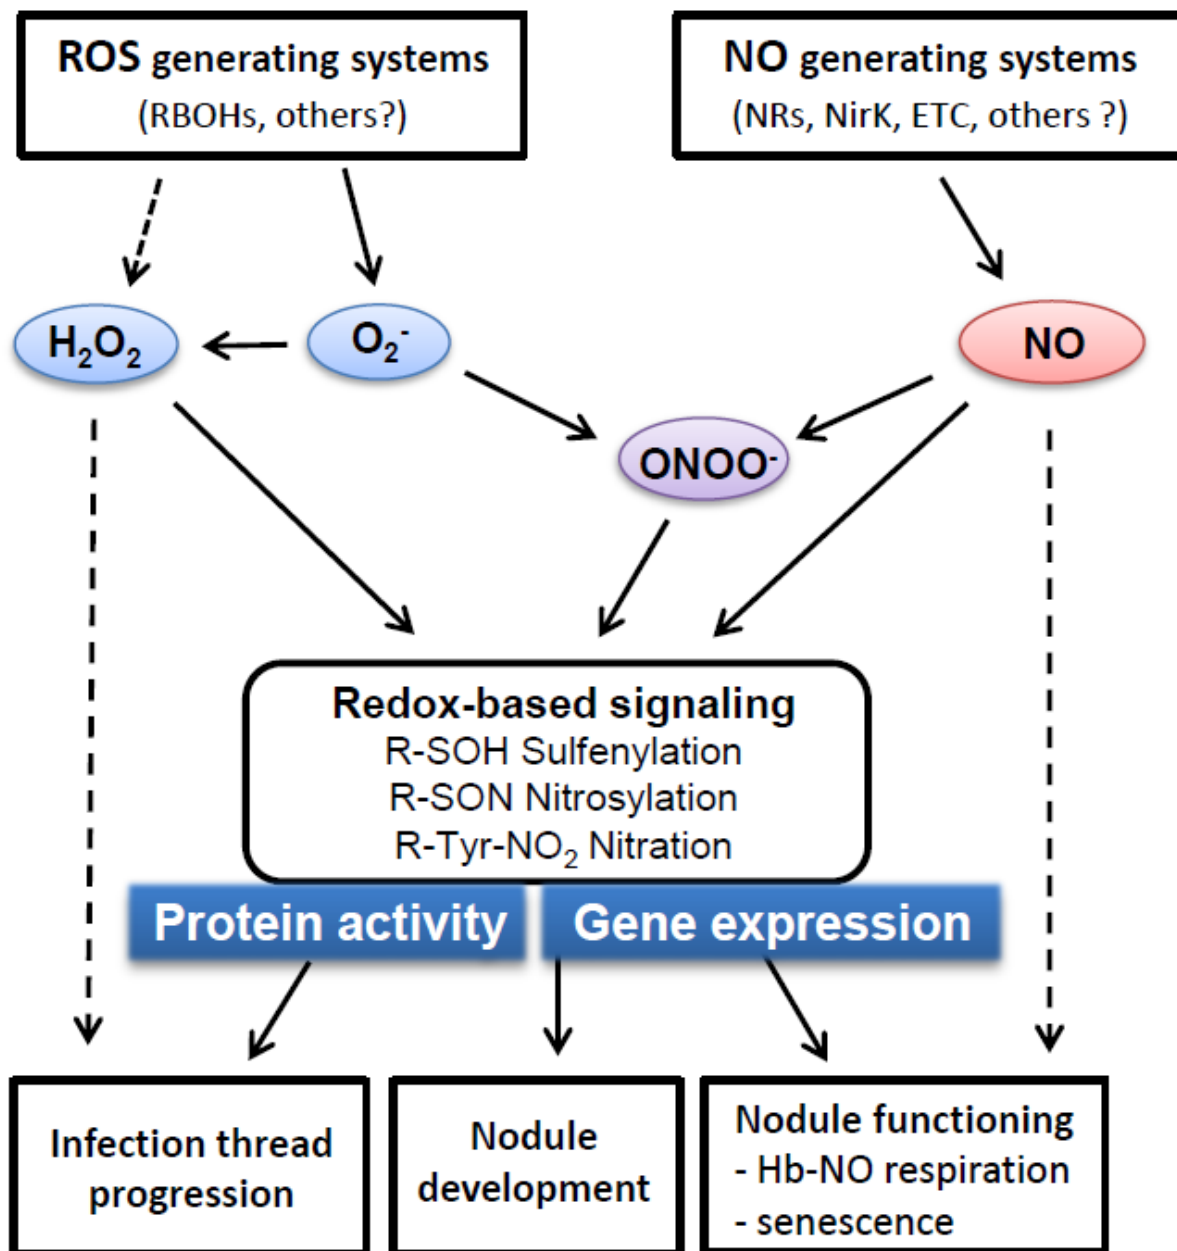 ROS generating systems
(RBOHs, others?)
NO generating systems
(NRs, NirK, ETC, others ?)
H₂O₂
O₂⁻
NO
ONOO⁻
Redox-based signaling
R-SOH Sulfenylation
R-SON Nitrosylation
R-Tyr-NO₂ Nitration
Protein activity
Gene expression
Infection thread
progression
Nodule
development
Nodule functioning
- Hb-NO respiration
- senescence